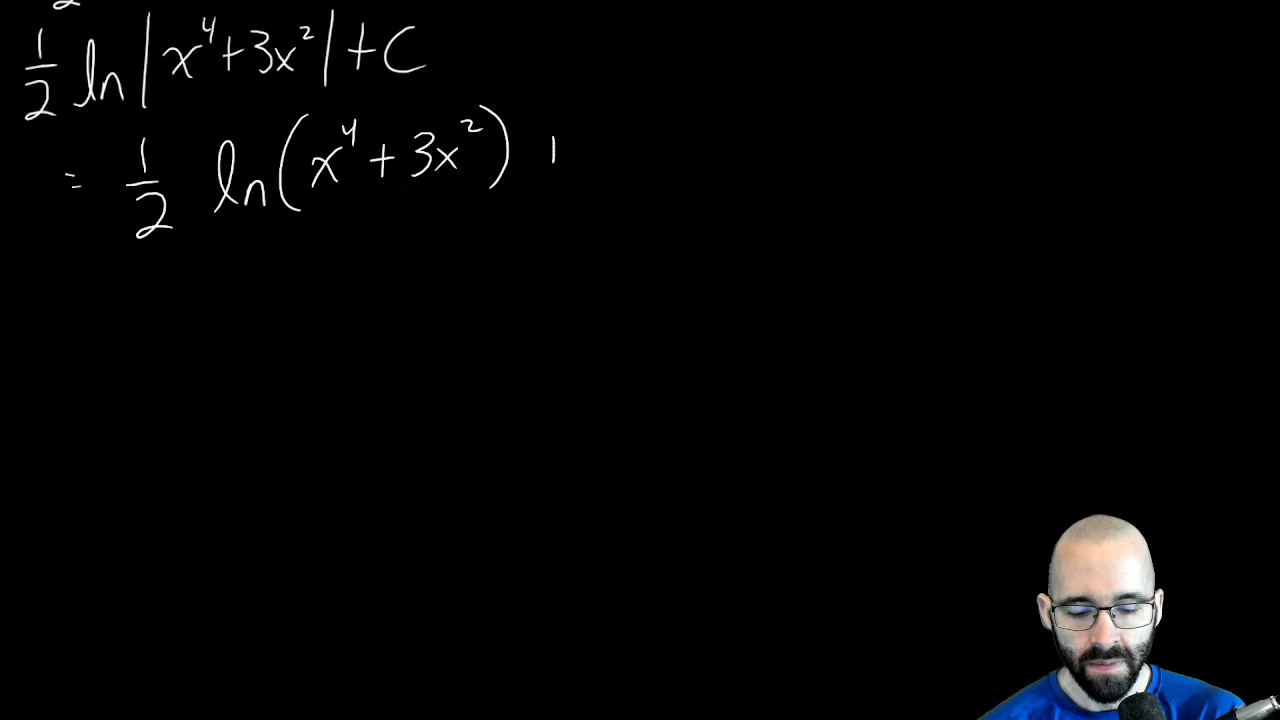 1/2 ln|x⁴+3x²|+C
= 1/2 ln(x⁴+3x²)